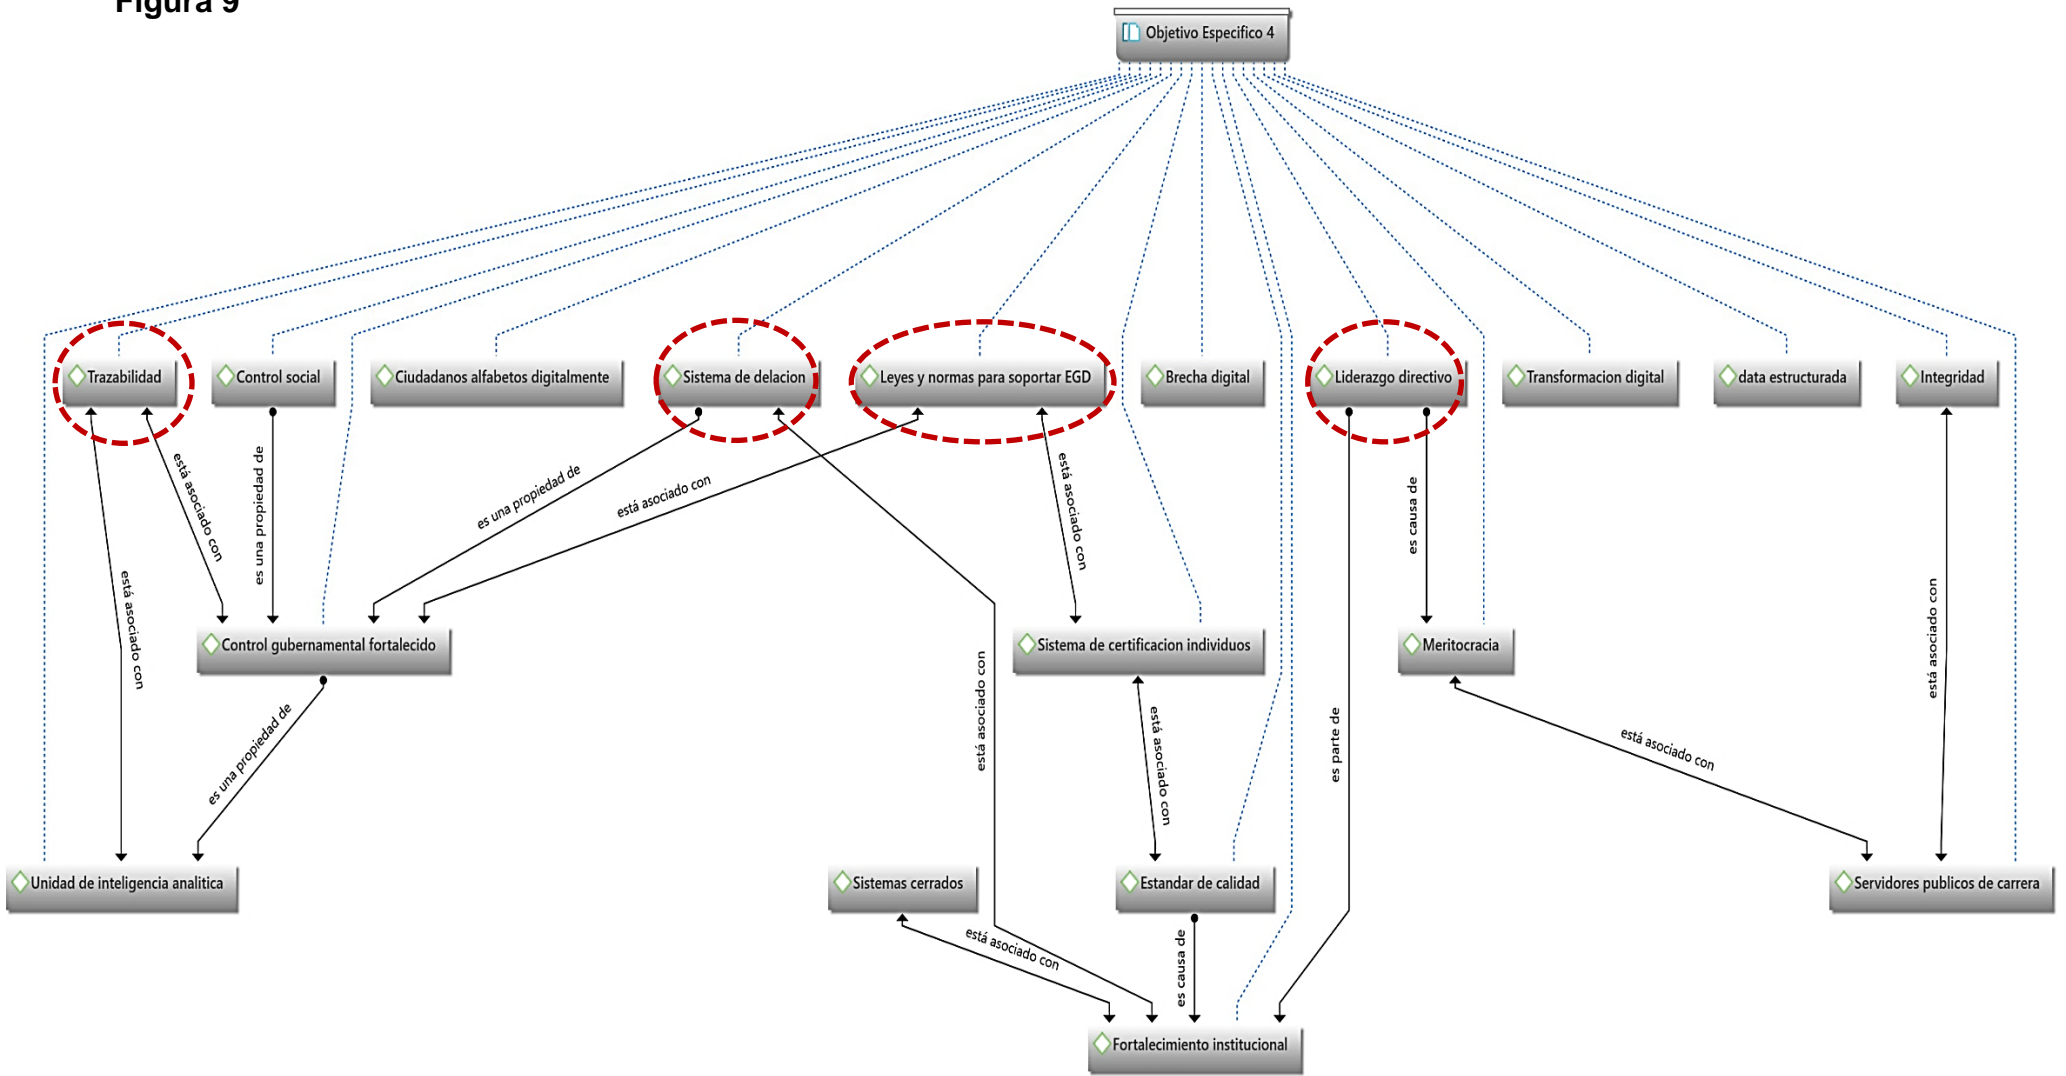 Figura 9
Objetivo Especifico 4
Trazabilidad
Control social
Ciudadanos alfabetos digitalmente
Sistema de delacion
Leyes y normas para soportar EGD
Brecha digital
Liderazgo directivo
Transformacion digital
data estructurada
Integridad
está asociado con
es una propiedad de
es una propiedad de
está asociado con
está asociado con
es causa de
está asociado con
está asociado con
Control gubernamental fortalecido
Sistema de certificacion individuos
Meritocracia
es una propiedad de
está asociado con
está asociado con
es parte de
está asociado con
Unidad de inteligencia analitica
Sistemas cerrados
Estandar de calidad
Servidores publicos de carrera
está asociado con
es causa de
Fortalecimiento institucional